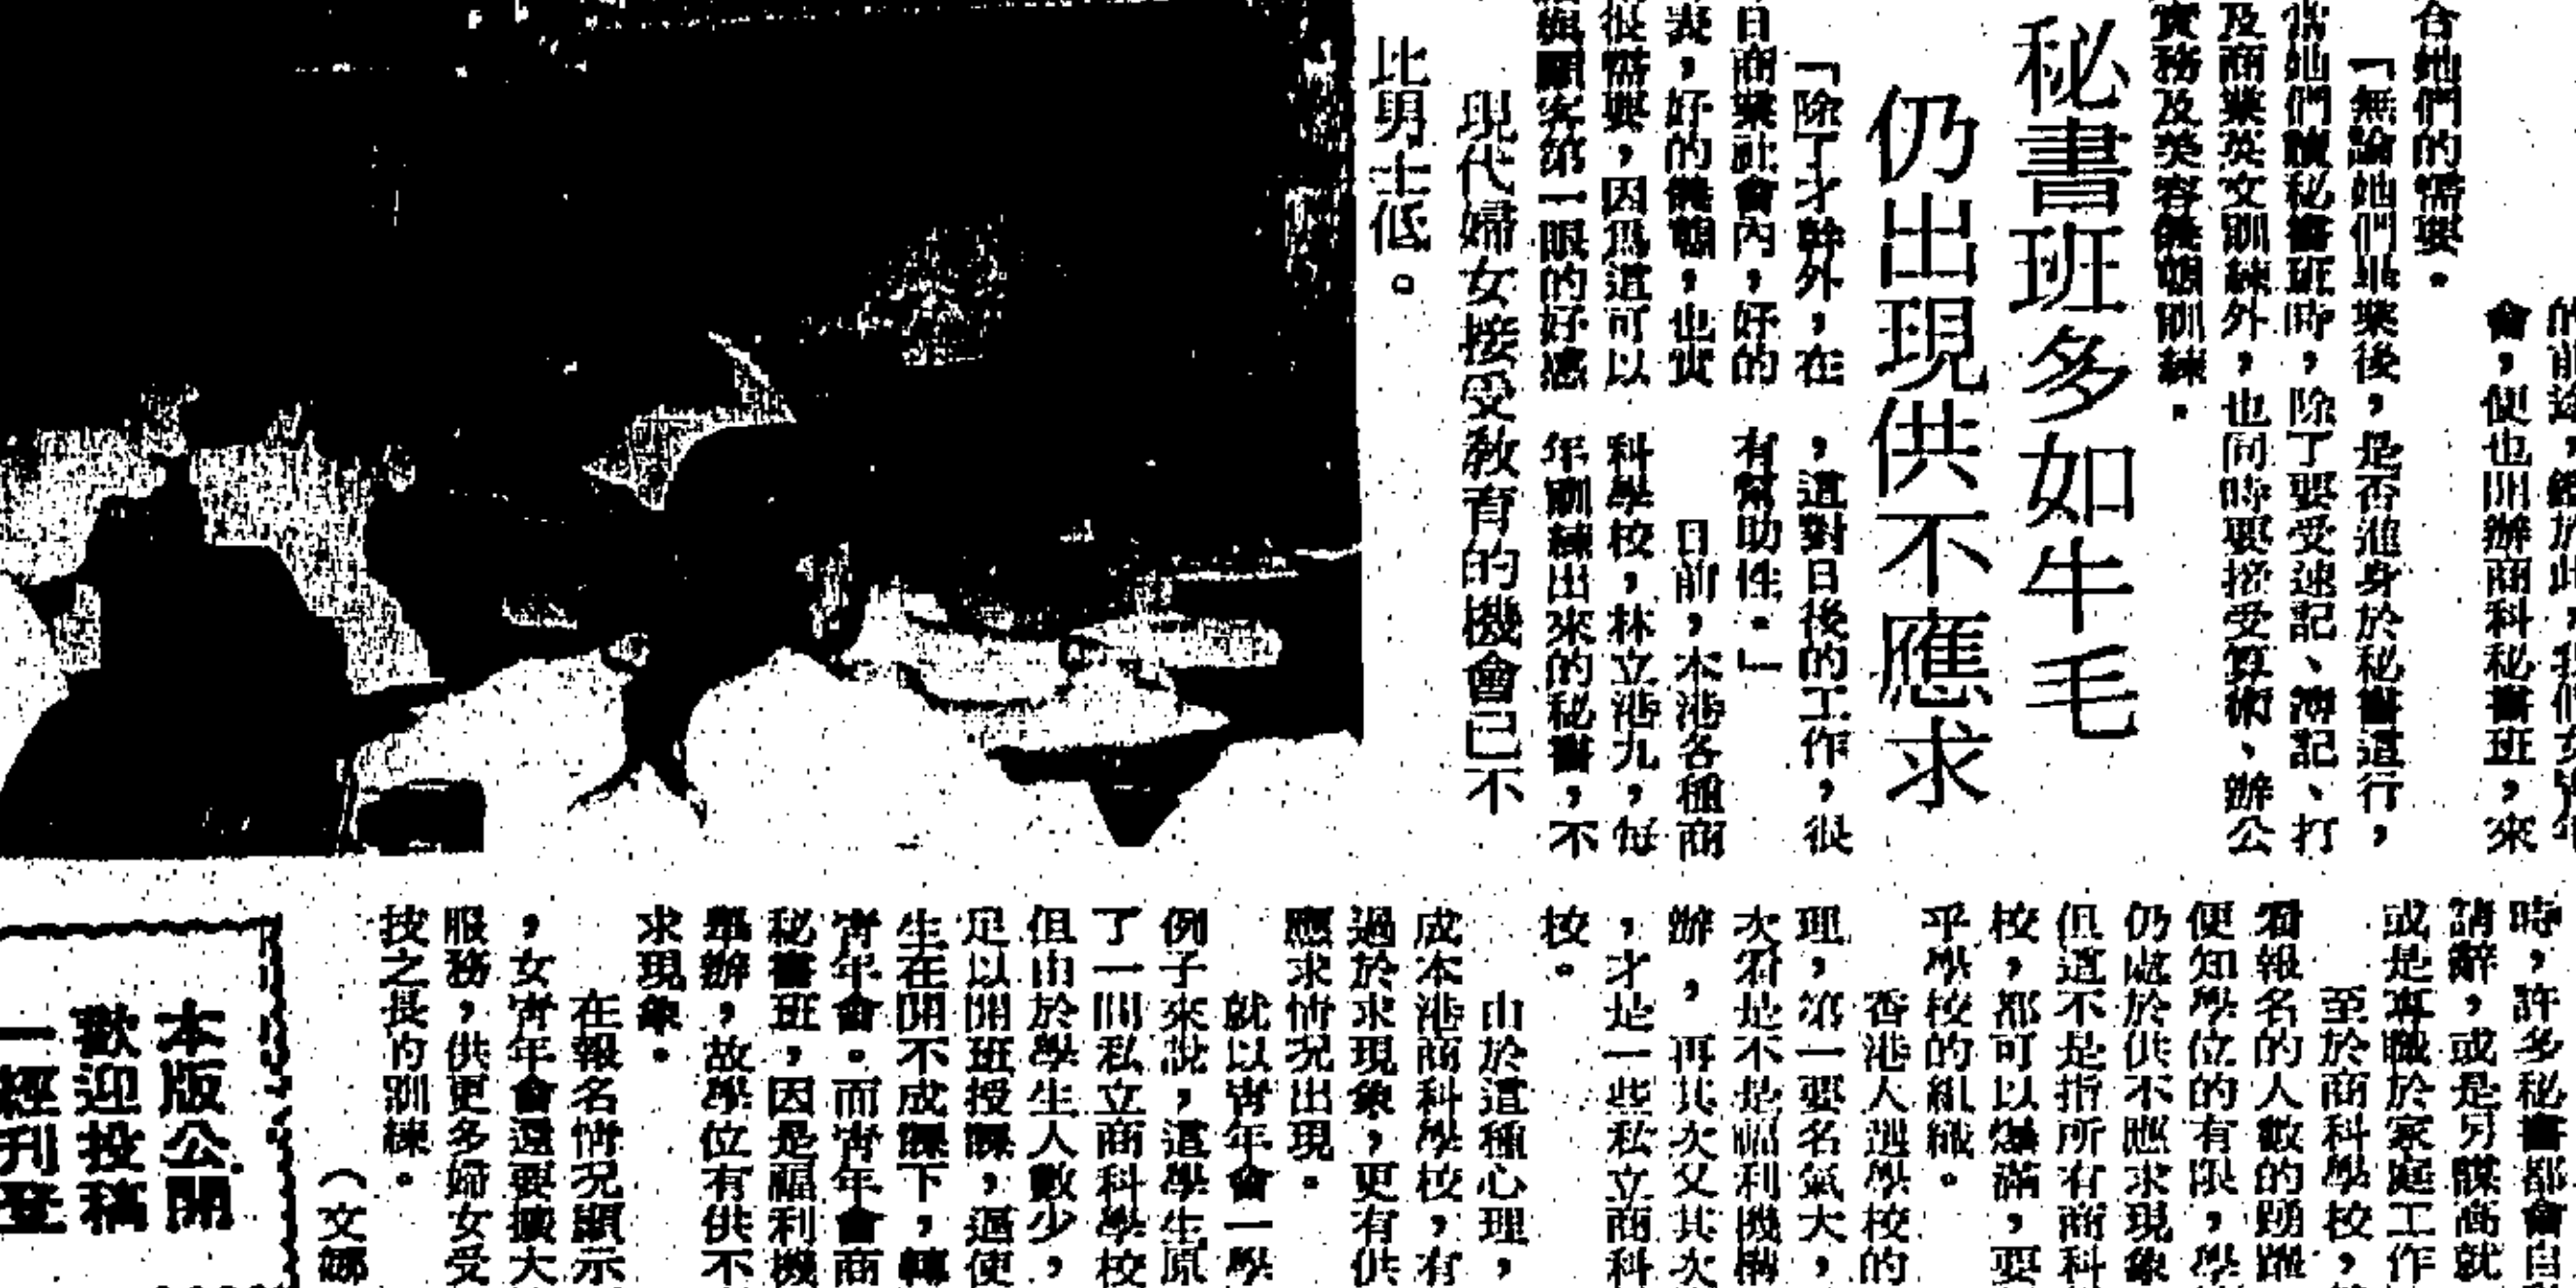 會，便也開辦商科秘書班，來
合她們的需要。
「無論她們畢業後，是否進身於秘書這行，
當她們讀秘書班時，除了要受速記、簿記、打
及商業英文訓練外，也同時要接受算術、辦公
實務及美容儀態訓練。
秘書班多如牛毛
仍出現供不應求
「除了才幹外，在
日商業社會內，好的
表，好的儀態，也實
很需要，因爲這可以
與顧客第一眼的好感
，這對日後的工作，很
有幫助性。」
日前，本港各種商
科學校，林立港九，每
年訓練出來的秘書，不
現代婦女接受敎育的機會已不
比男士低。
時，許多秘書都會自
請辭，或是另謀高就
或是專職於家庭工作
至於商科學校，
看報名的人數的踴躍
便知學位的有限，學
仍處於供不應求現象
但這不是指所有商科
校，都可以爆滿，要
乎學校的組織。
香港人選學校的
理，第一要名氣大，
次看是不是福利機構
辦，再其次又其次
，才是一些私立商科
校。
由於這種心理，
成本港商科學校，有
過於求現象，更有供
應求情況出現。
就以靑年會一學
例子來說，這學生原
了一間私立商科學校
但由於學生人數少，
足以開班授課，逼使
生在開不成課下，轉
靑年會。而靑年會商
秘書班，因是福利機
舉辦，故學位有供不
求現象。
在報名情況顯示
，女靑年會還要擴大
服務，供更多婦女受
技之長的訓練。
（文娜
本版公開
歡迎投稿
一經刊登